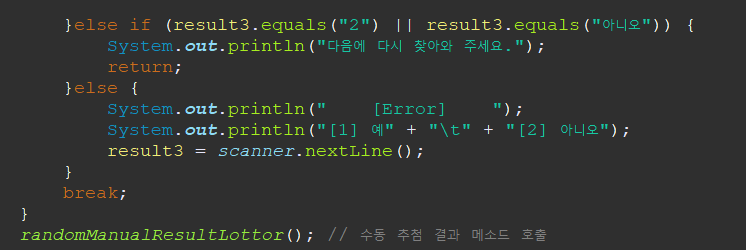 }else if (result3.equals("2") || result3.equals("아니오")) {
System.out.println("다음에 다시 찾아와 주세요.");
return;
}else {
System.out.println("    [Error]    ");
System.out.println("[1] 예" + "\t" + "[2] 아니오");
result3 = scanner.nextLine();
}
break;
}
randomManualResultLottor(); // 수동 추첨 결과 메소드 호출